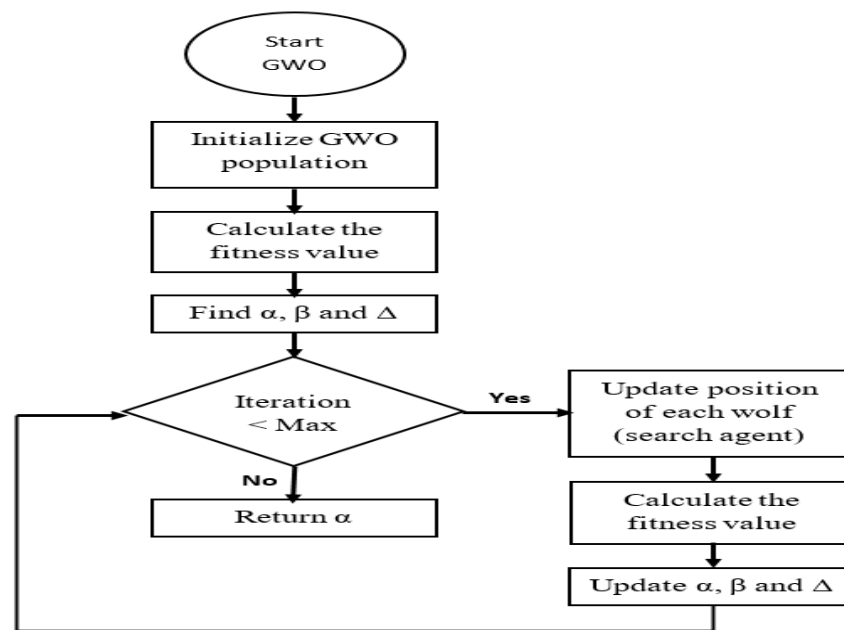 Start
GWO
Initialize GWO
population
Calculate the
fitness value
Find α, β and Δ
Iteration
< Max
Yes
No
Return α
Update position
of each wolf
(search agent)
Calculate the
fitness value
Update α, β and Δ